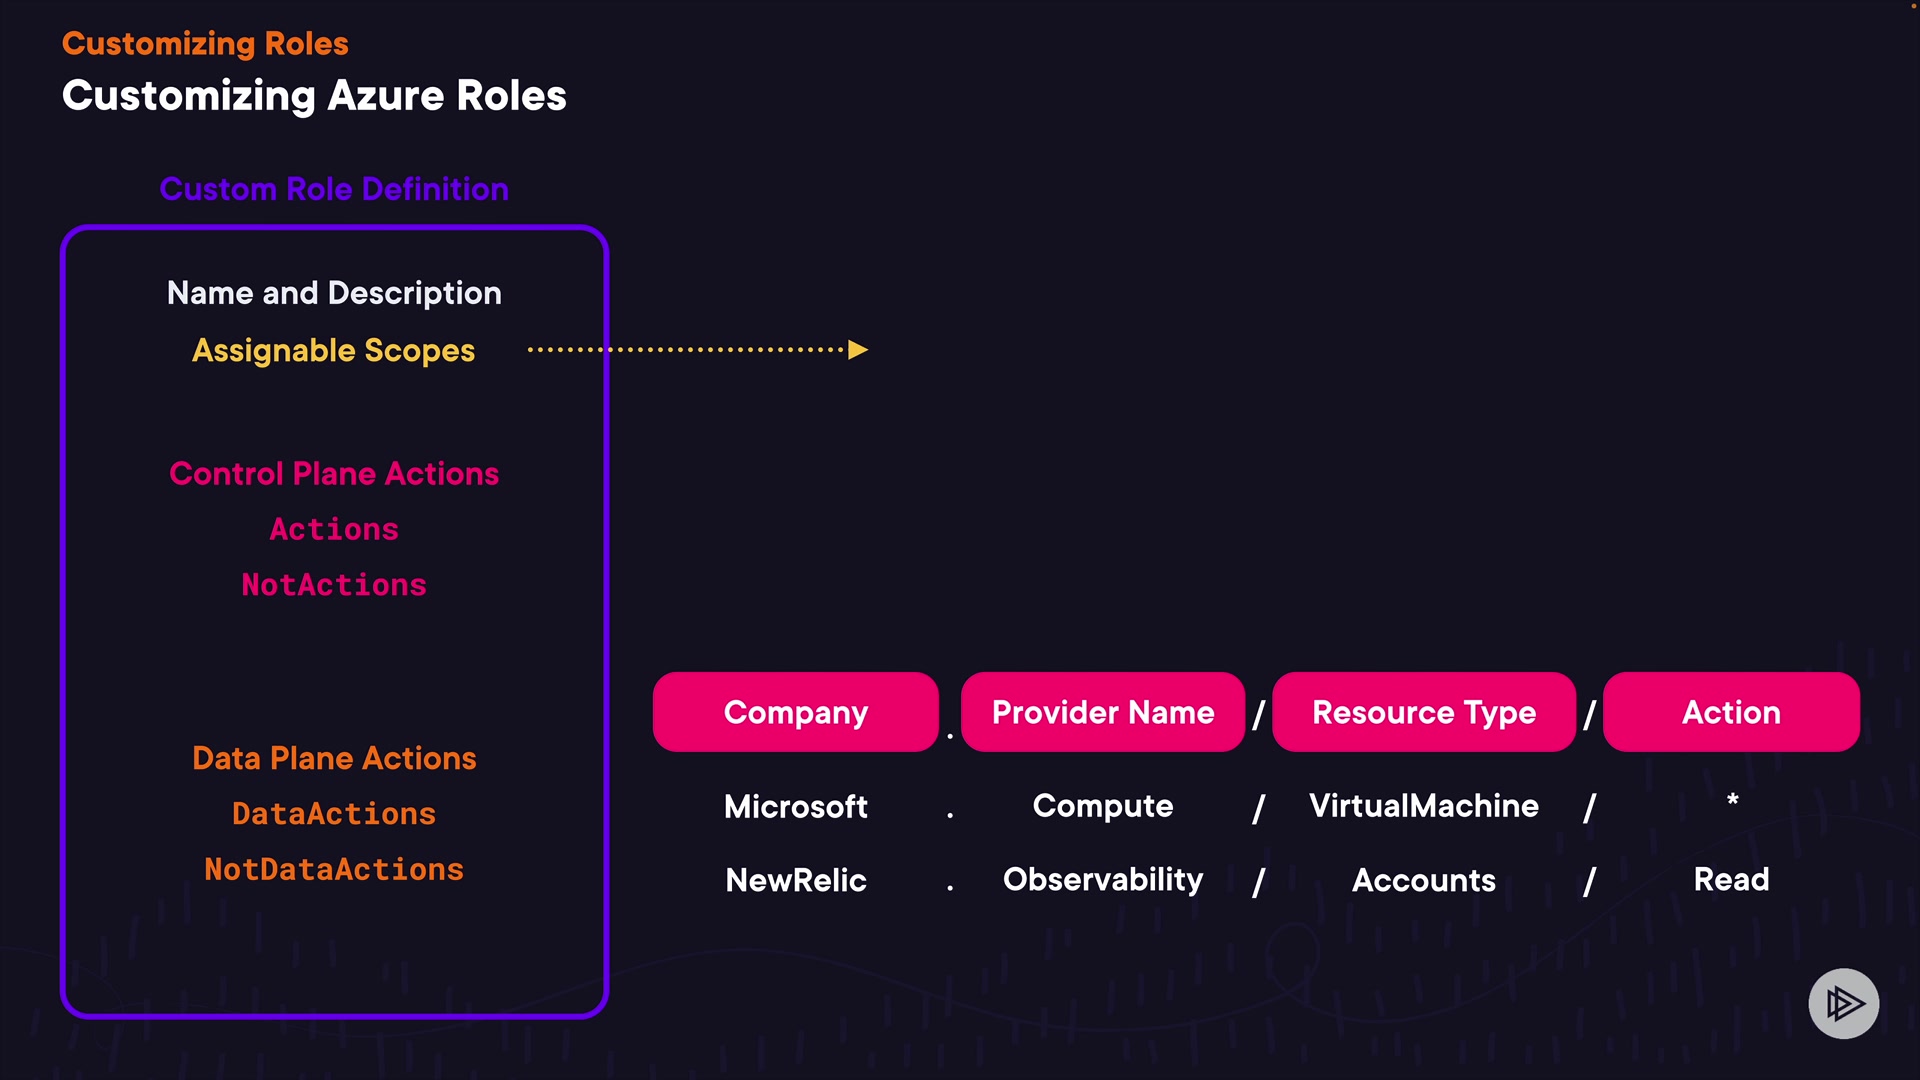 Customizing Roles
Customizing Azure Roles
Custom Role Definition
Name and Description
Assignable Scopes
Control Plane Actions
Actions
NotActions
Data Plane Actions
DataActions
NotDataActions
Company . Provider Name / Resource Type / Action
Microsoft . Compute / VirtualMachine / *
NewRelic . Observability / Accounts / Read